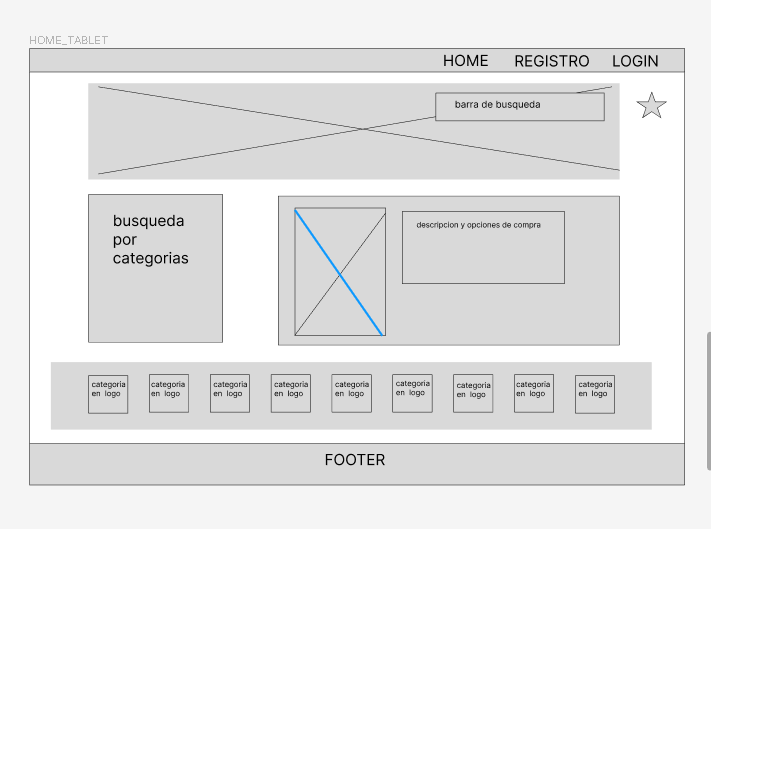 HOME_TABLET
HOME REGISTRO LOGIN
barra de busqueda
busqueda
por
categorias
descripcion y opciones de compra
categoria categoria categoria categoria categoria categoria categoria categoria categoria
en logo en logo en logo en logo en logo en logo en logo en logo en logo
FOOTER